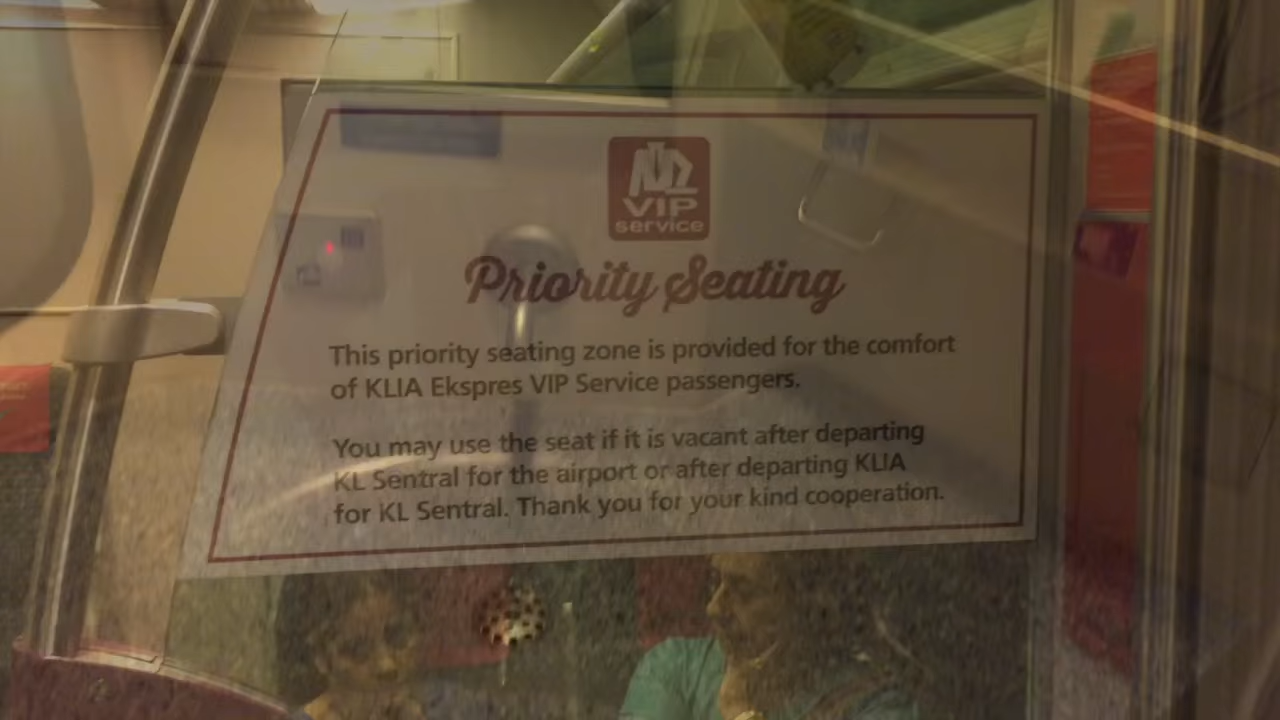 VIP
service
Priority Seating
This priority seating zone is provided for the comfort
of KLIA Ekspres VIP Service passengers.
You may use the seat if it is vacant after departing
KL Sentral for the airport or after departing KLIA
for KL Sentral. Thank you for your kind cooperation.